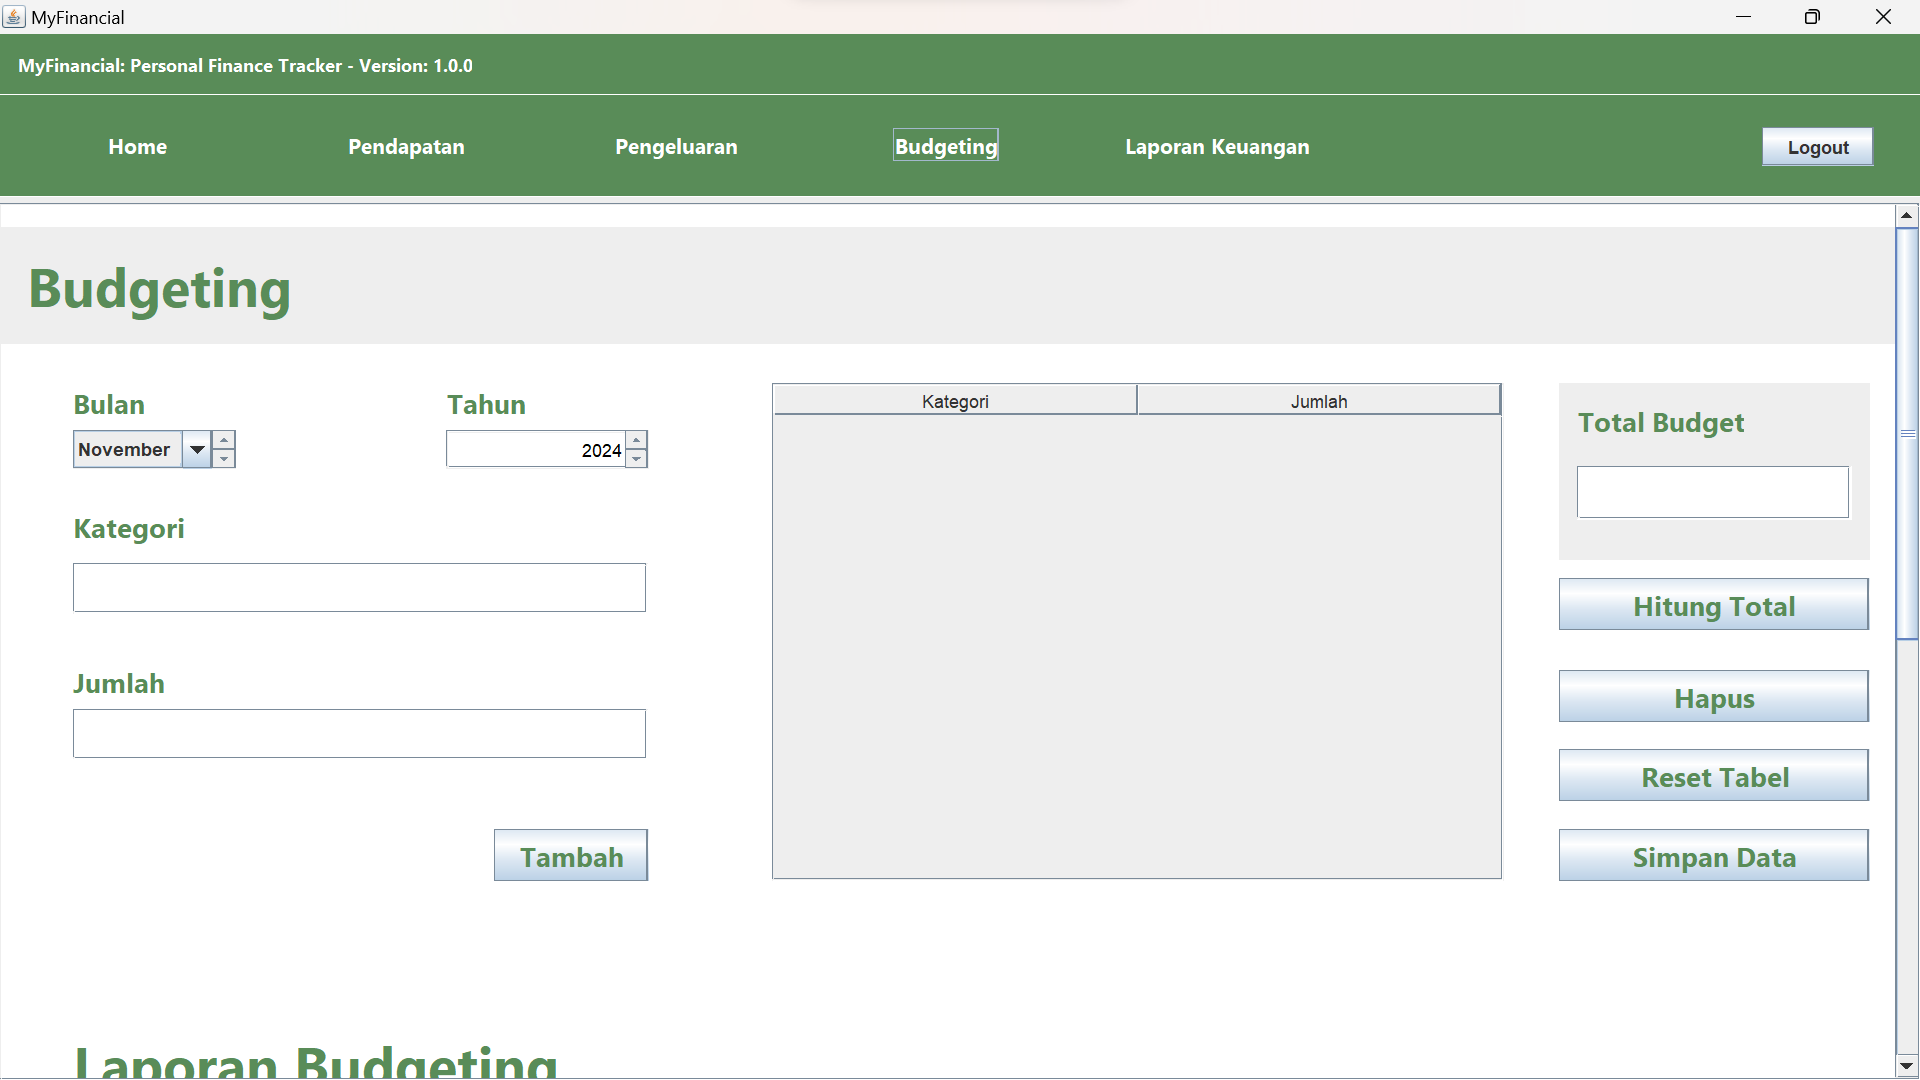 MyFinancial
MyFinancial: Personal Finance Tracker - Version: 1.0.0
Home
Pendapatan
Pengeluaran
Budgeting
Laporan Keuangan
Logout
Budgeting
Bulan
Tahun
November
2024
Kategori
Jumlah
Tambah
Kategori
Jumlah
Total Budget
Hitung Total
Hapus
Reset Tabel
Simpan Data
Laporan Budgeting